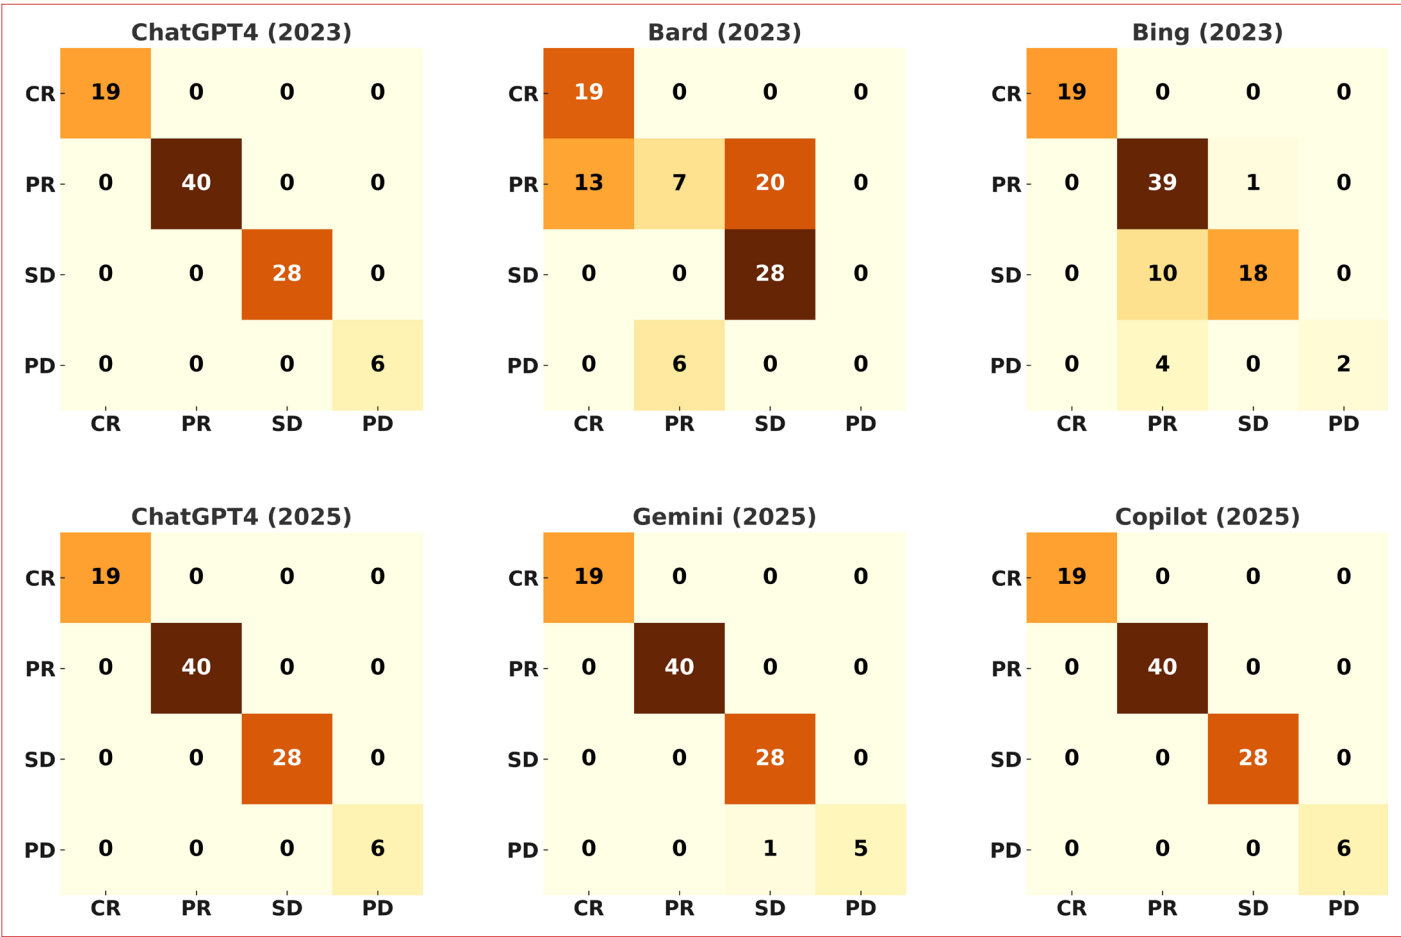 ChatGPT4 (2023)
CR 19 0 0 0
PR 0 40 0 0
SD 0 0 28 0
PD 0 0 0 6
CR PR SD PD
Bard (2023)
CR 19 0 0 0
PR 13 7 20 0
SD 0 0 28 0
PD 0 6 0 0
CR PR SD PD
Bing (2023)
CR 19 0 0 0
PR 0 39 1 0
SD 0 10 18 0
PD 0 4 0 2
CR PR SD PD
ChatGPT4 (2025)
CR 19 0 0 0
PR 0 40 0 0
SD 0 0 28 0
PD 0 0 0 6
CR PR SD PD
Gemini (2025)
CR 19 0 0 0
PR 0 40 0 0
SD 0 0 28 0
PD 0 0 1 5
CR PR SD PD
Copilot (2025)
CR 19 0 0 0
PR 0 40 0 0
SD 0 0 28 0
PD 0 0 0 6
CR PR SD PD